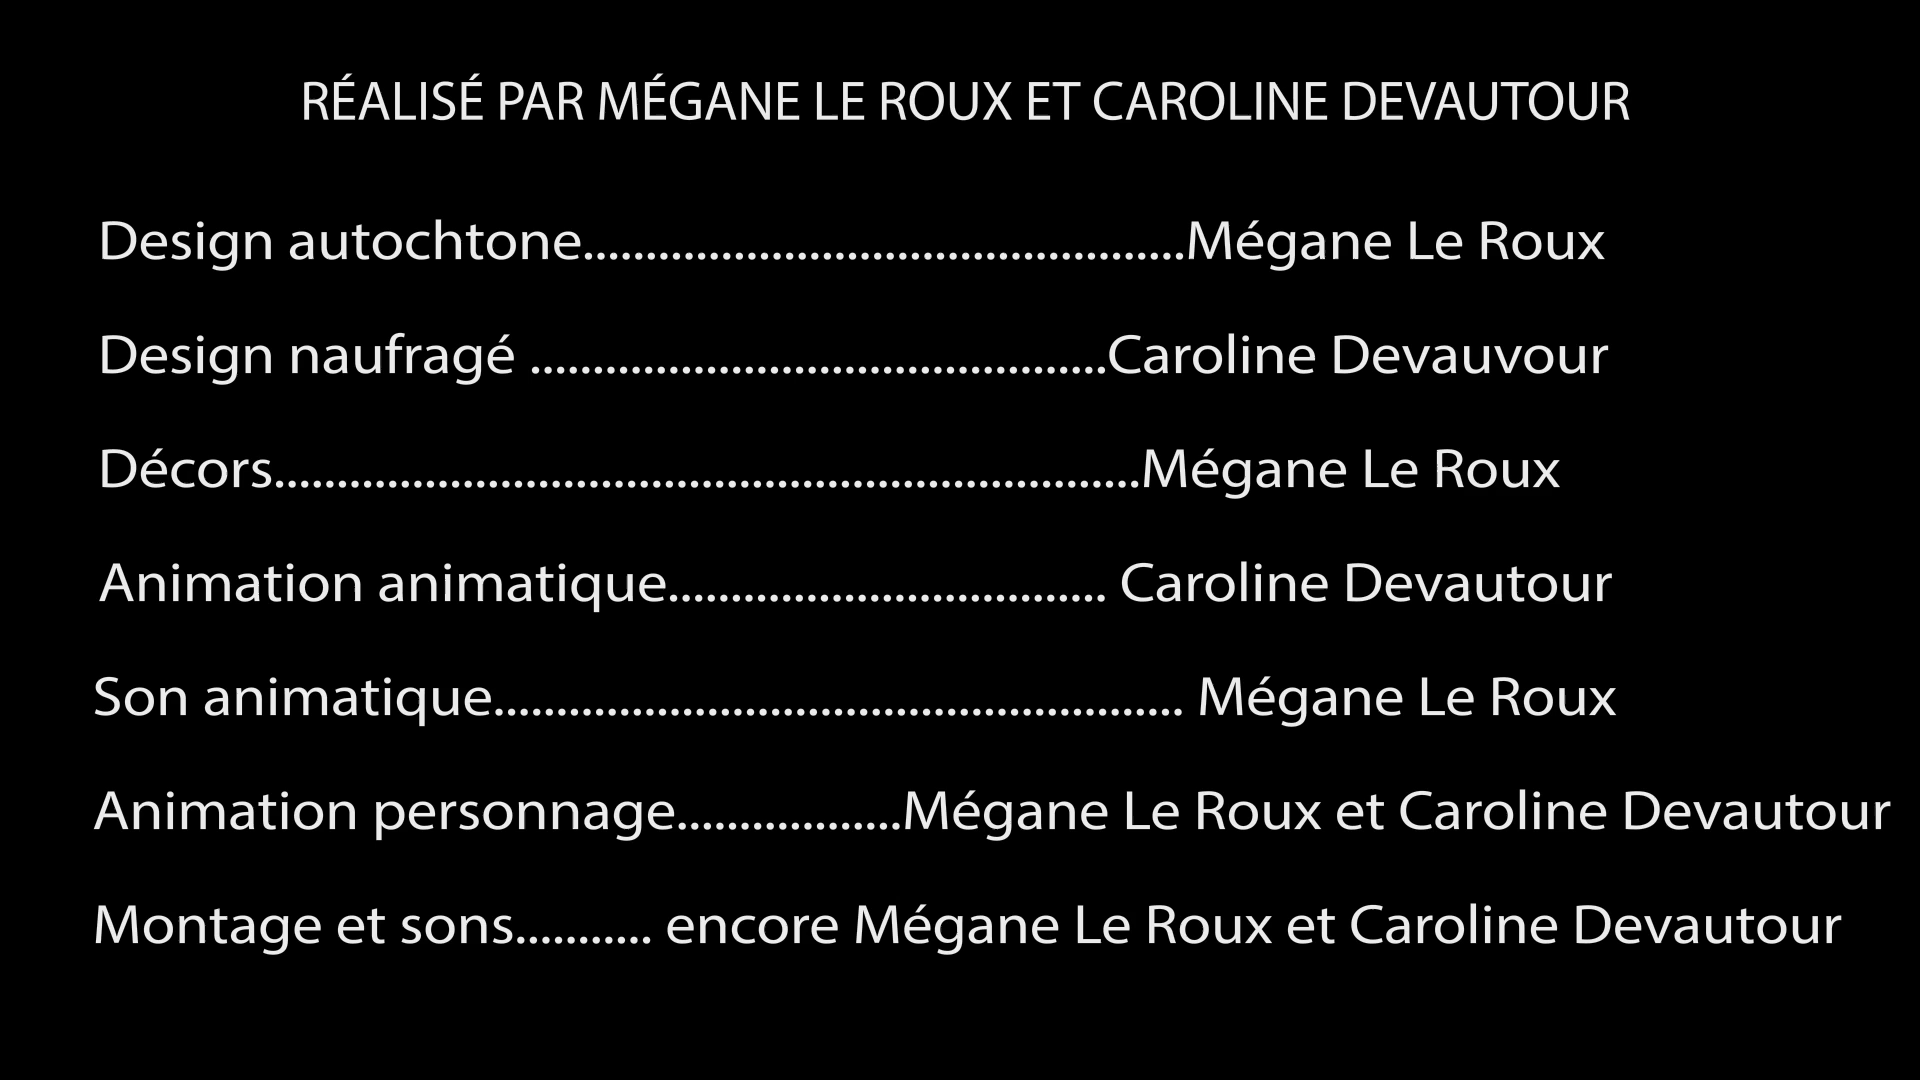 RÉALISÉ PAR MÉGANE LE ROUX ET CAROLINE DEVAUTOUR
Design autochtone................................................Mégane Le Roux
Design naufragé ..............................................Caroline Devauvour
Décors.....................................................................Mégane Le Roux
Animation animatique................................... Caroline Devautour
Son animatique....................................................... Mégane Le Roux
Animation personnage..................Mégane Le Roux et Caroline Devautour
Montage et sons........... encore Mégane Le Roux et Caroline Devautour